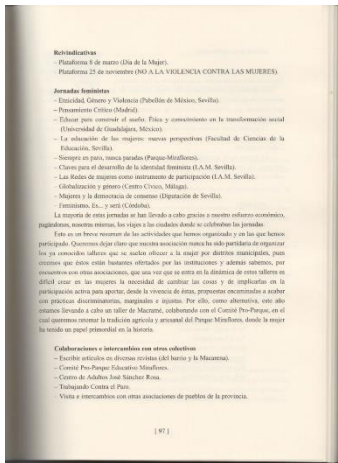 Reivindicativas
- Plataforma 8 de marzo (Día de la Mujer).
- Plataforma 25 de noviembre (NO A LA VIOLENCIA CONTRA LAS MUJERES).
Jornadas feministas
- Etnicidad, Género y Violencia (Pabellón de México, Sevilla).
- Pensamiento Crítico (Madrid).
- Educar para construir el sueño. Ética y conocimiento en la transformación social
(Universidad de Guadalajara, México).
- La educación de los mujeres: nuevas perspectivas (Facultad de Ciencias de la
Educación, Sevilla).
- Siempre en paro, nunca paradas (Parque-Miraflores).
- Claves para el desarrollo de la identidad feminista (I.A.M. Sevilla).
- Las Redes de mujeres como instrumento de participación (I.A.M. Sevilla).
- Globalización y género (Centro Cívico, Málaga).
- Mujeres y la democracia de consenso (Diputación de Sevilla).
- Feminismo, Es... y será (Córdoba).
La mayoría de estas jornadas se han llevado a cabo gracias a nuestro esfuerzo económico,
pagándonos, nosotras mismas, los viajes a las ciudades donde se celebraban las jornadas.
Esto es un breve resumen de las actividades que hemos organizado y en las que hemos
participado. Queremos dejar claro que nuestra asociación nunca ha sido partidaria de organizar
los ya conocidos talleres que se suelen ofrecer a la mujer por distritos municipales, pues
creemos que éstos están bastantes ofertados por las instituciones y además sabemos, por
encuentros con otras asociaciones, que una vez que se entra en la dinámica de estos talleres es
difícil crear en las mujeres la necesidad de cambiar las cosas y de implicarlas en la
participación activa para aportar, desde la vivencia de éstas, propuestas encaminadas a acabar
con prácticas discriminatorias, marginales e injustas. Por ello, como alternativa, este año
estamos llevando a cabo un taller de Macramé, colaborando con el Comité Pro-Parque, en el
cual queremos retomar la tradición agrícola y artesanal del Parque Miraflores, donde la mujer
ha tenido un papel primordial en la historia.
Colaboraciones e intercambios con otros colectivos
- Escribir artículos en diversas revistas (del barrio y la Macarena).
- Comité Pro-Parque Educativo Miraflores.
- Centro de Adultos José Sánchez Rosa.
- Trabajando Contra el Paro.
- Visita e intercambios con otras asociaciones de pueblos de la provincia.
[ 97 ]